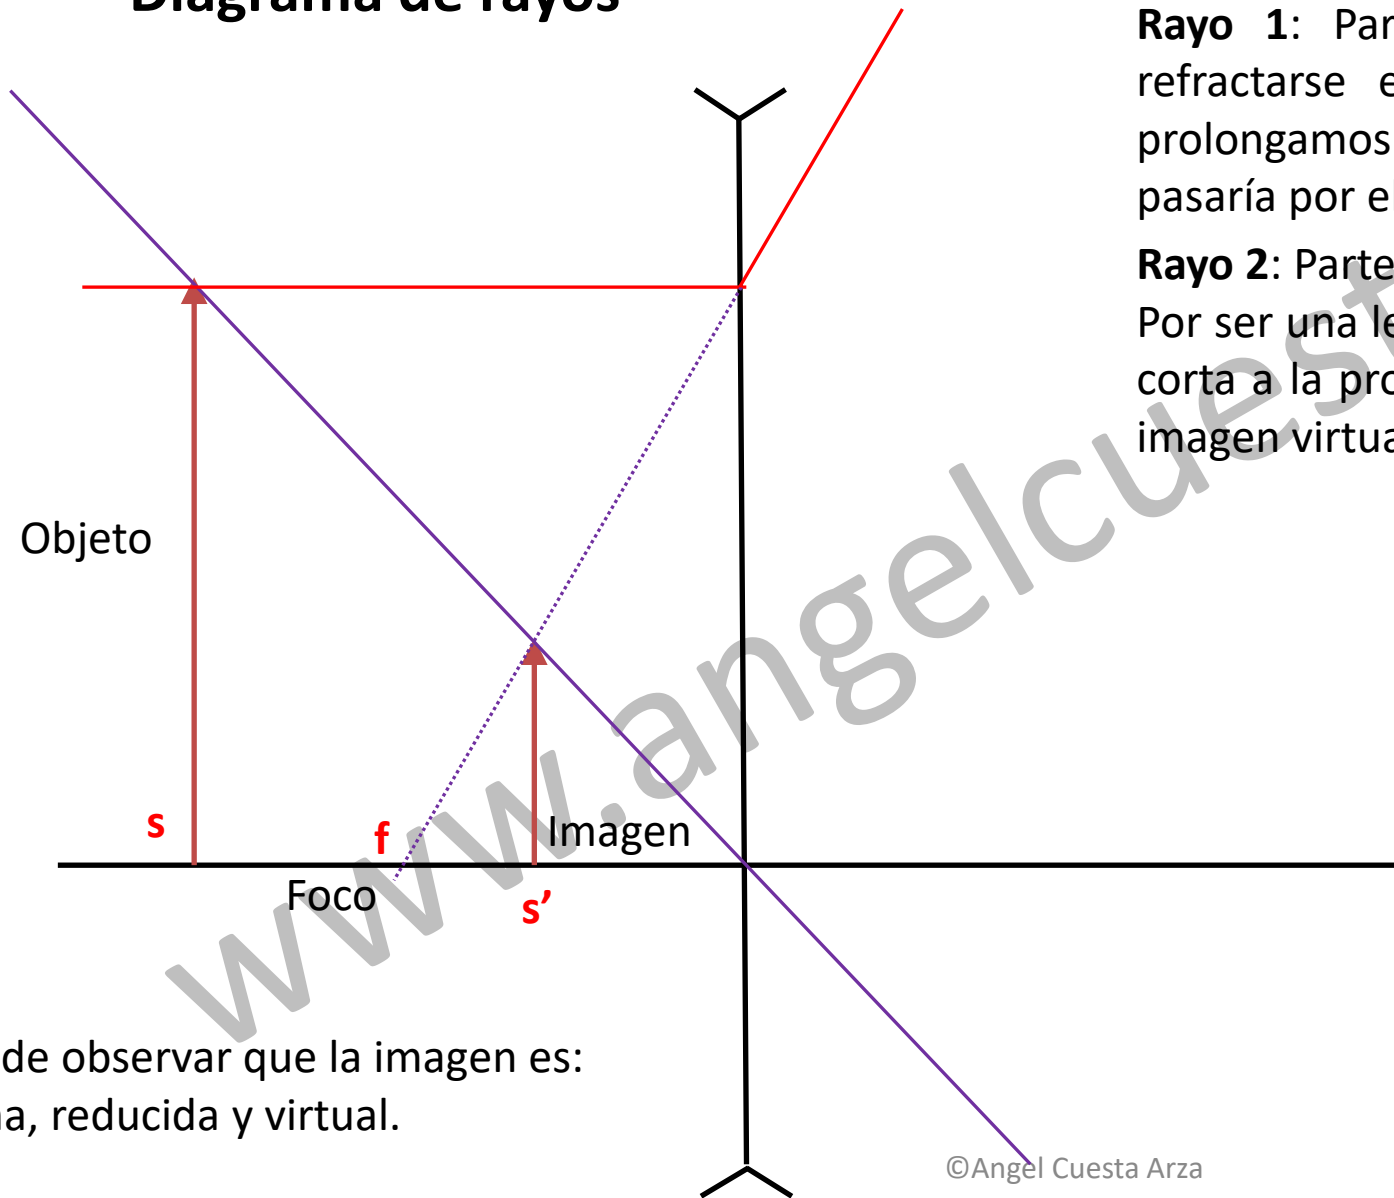 Diagrama de rayos
Rayo 1: Par
refractarse e
prolongamos
pasaría por e
Rayo 2: Parte
Por ser una le
corta a la pro
imagen virtua
Objeto
s
f
Imagen
Foco
s’
de observar que la imagen es:
a, reducida y virtual.
www.angelcuest
©Angel Cuesta Arza